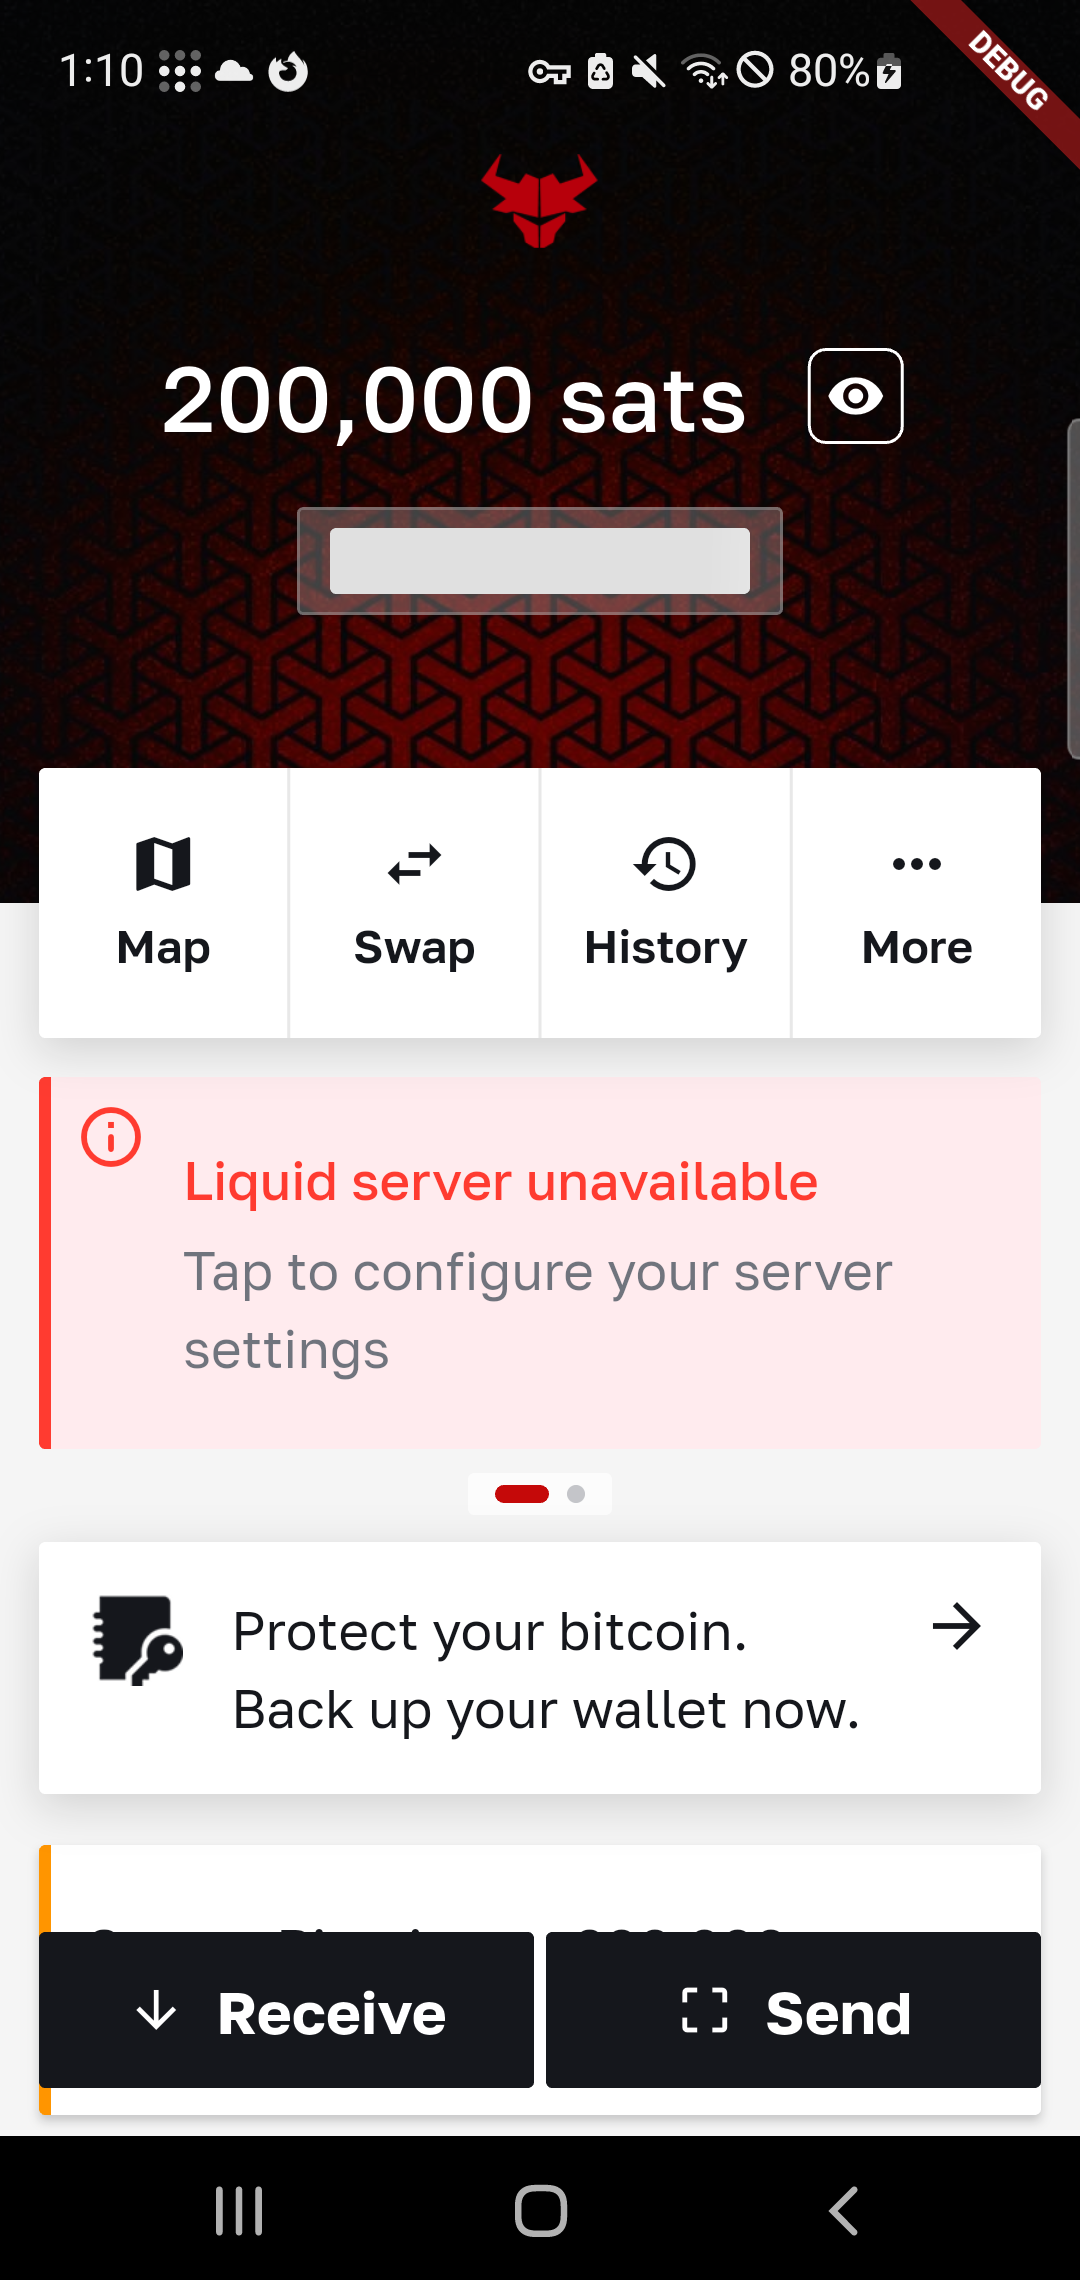 1:10
80%
DEBUG
200,000 sats
Map
Swap
History
More
Liquid server unavailable
Tap to configure your server
settings
Protect your bitcoin.
Back up your wallet now.
Receive
Send